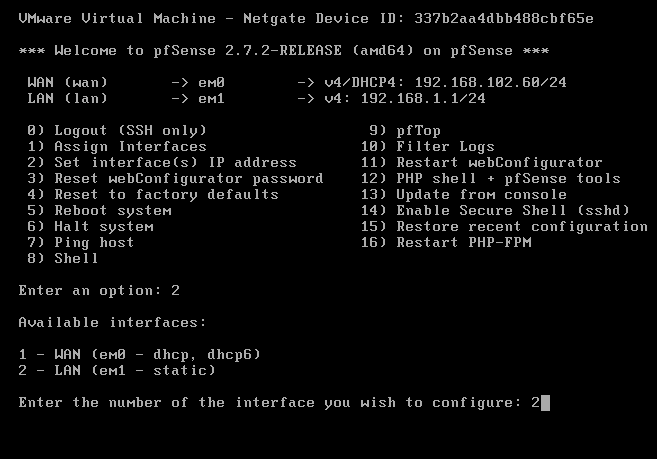 VMware Virtual Machine - Netgate Device ID: 337b2aa4dbb488cbf65e
*** Welcome to pfSense 2.7.2-RELEASE (amd64) on pfSense ***
WAN (wan) -> em0 -> v4/DHCP4: 192.168.102.60/24
LAN (lan) -> em1 -> v4: 192.168.1.1/24
0) Logout (SSH only) 9) pfTop
1) Assign Interfaces 10) Filter Logs
2) Set interface(s) IP address 11) Restart webConfigurator
3) Reset webConfigurator password 12) PHP shell + pfSense tools
4) Reset to factory defaults 13) Update from console
5) Reboot system 14) Enable Secure Shell (sshd)
6) Halt system 15) Restore recent configuration
7) Ping host 16) Restart PHP-FPM
8) Shell
Enter an option: 2
Available interfaces:
1 - WAN (em0 - dhcp, dhcp6)
2 - LAN (em1 - static)
Enter the number of the interface you wish to configure: 2